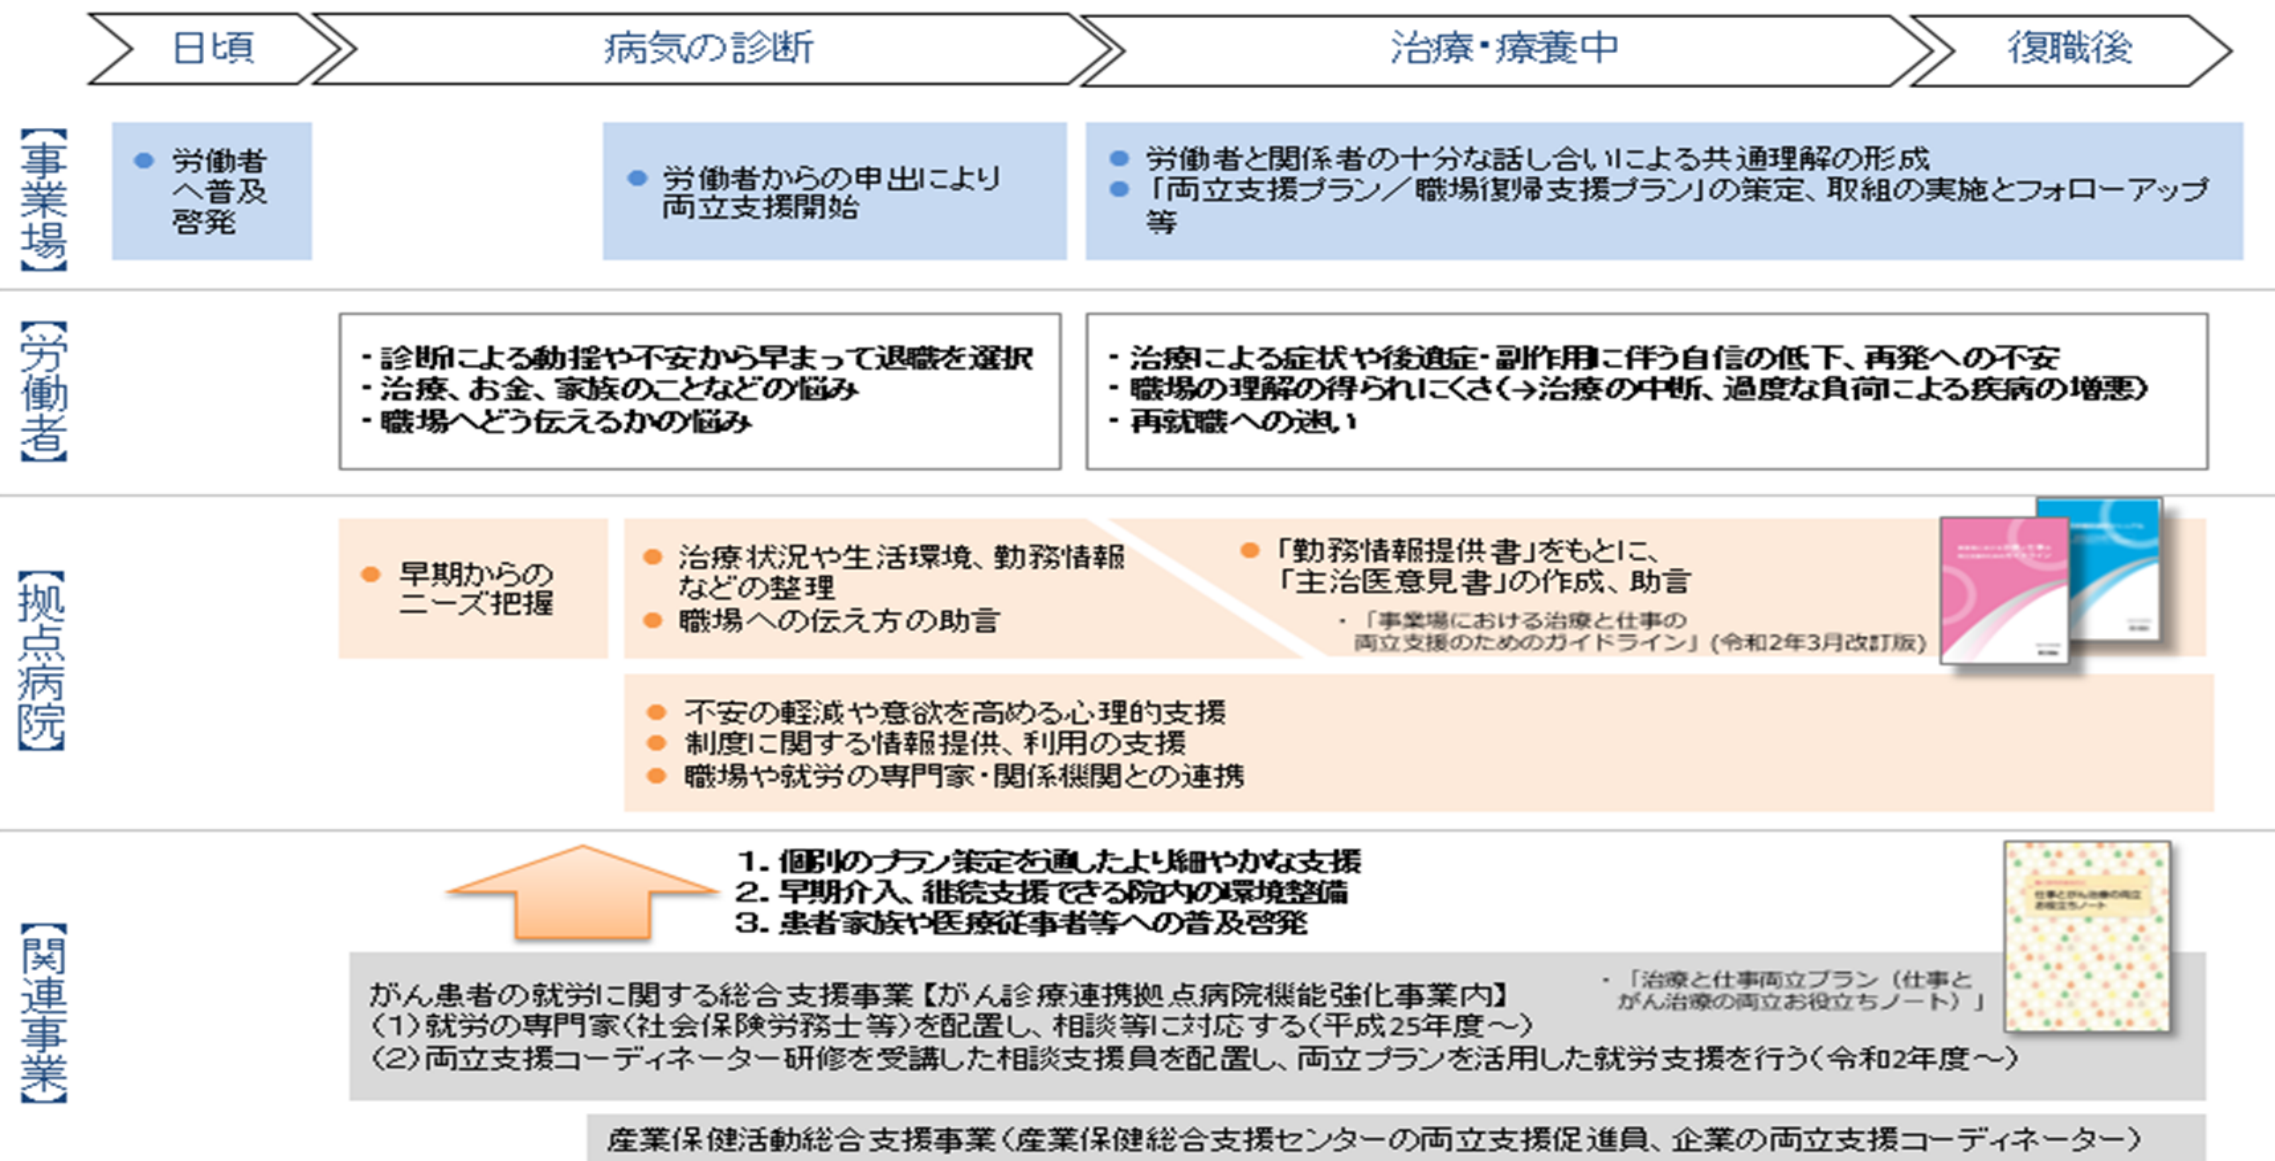 日頃
病気の診断
治療・療養中
復職後
【事業場】
● 労働者
へ普及
啓発
● 労働者からの申出により
両立支援開始
● 労働者と関係者の十分な話し合いによる共通理解の形成
● 「両立支援プラン／職場復帰支援プラン」の策定、取組の実施とフォローアップ
等
【労働者】
・診断による動揺や不安から早まって退職を選択
・治療、お金、家族のことなどの悩み
・職場へどう伝えるかの悩み
・治療による症状や後遺症・副作用に伴う自信の低下、再発への不安
・職場の理解の得られにくさ（→治療の中断、過度な負荷による疾病の増悪）
・再就職への迷い
【拠点病院】
● 早期からの
ニーズ把握
● 治療状況や生活環境、勤務情報
などの整理
● 職場への伝え方の助言
● 「勤務情報提供書」をもとに、
「主治医意見書」の作成、助言
・「事業場における治療と仕事の
両立支援のためのガイドライン」(令和2年3月改訂版)
● 不安の軽減や意欲を高める心理的支援
● 制度に関する情報提供、利用の支援
● 職場や就労の専門家・関係機関との連携
【関連事業】
1. 個別のプラン策定を通したより細やかな支援
2. 早期介入、継続支援できる院内の環境整備
3. 患者家族や医療従事者等への普及啓発
がん患者の就労に関する総合支援事業【がん診療連携拠点病院機能強化事業内】
（1）就労の専門家（社会保険労務士等）を配置し、相談等に対応する（平成25年度～）
（2）両立支援コーディネーター研修を受講した相談支援員を配置し、両立プランを活用した就労支援を行う（令和2年度～）
・「治療と仕事両立プラン（仕事と
がん治療の両立お役立ちノート）」
仕事とがん治療の両立
お役立ちノート
産業保健活動総合支援事業（産業保健総合支援センターの両立支援促進員、企業の両立支援コーディネーター）